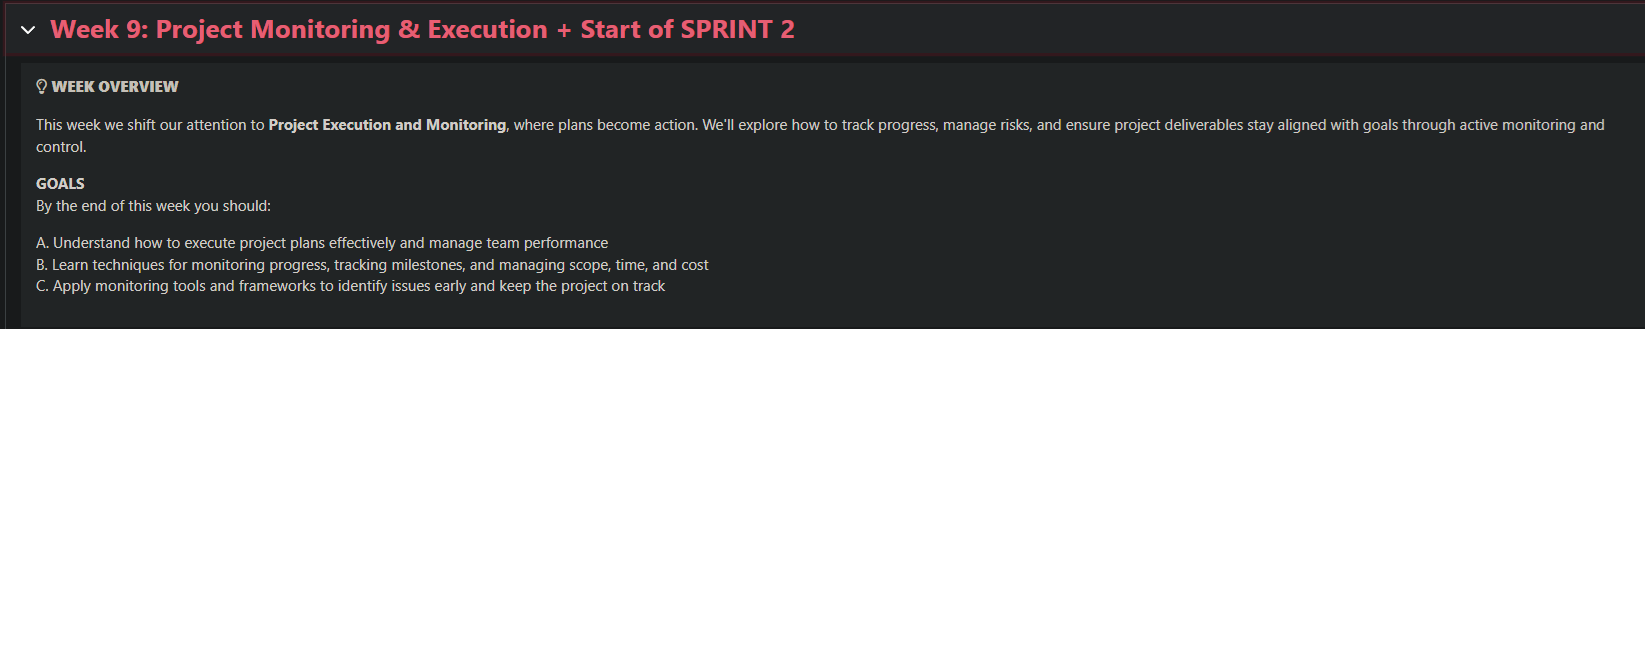 Week 9: Project Monitoring & Execution + Start of SPRINT 2
WEEK OVERVIEW
This week we shift our attention to Project Execution and Monitoring, where plans become action. We'll explore how to track progress, manage risks, and ensure project deliverables stay aligned with goals through active monitoring and
control.
GOALS
By the end of this week you should:
A. Understand how to execute project plans effectively and manage team performance
B. Learn techniques for monitoring progress, tracking milestones, and managing scope, time, and cost
C. Apply monitoring tools and frameworks to identify issues early and keep the project on track